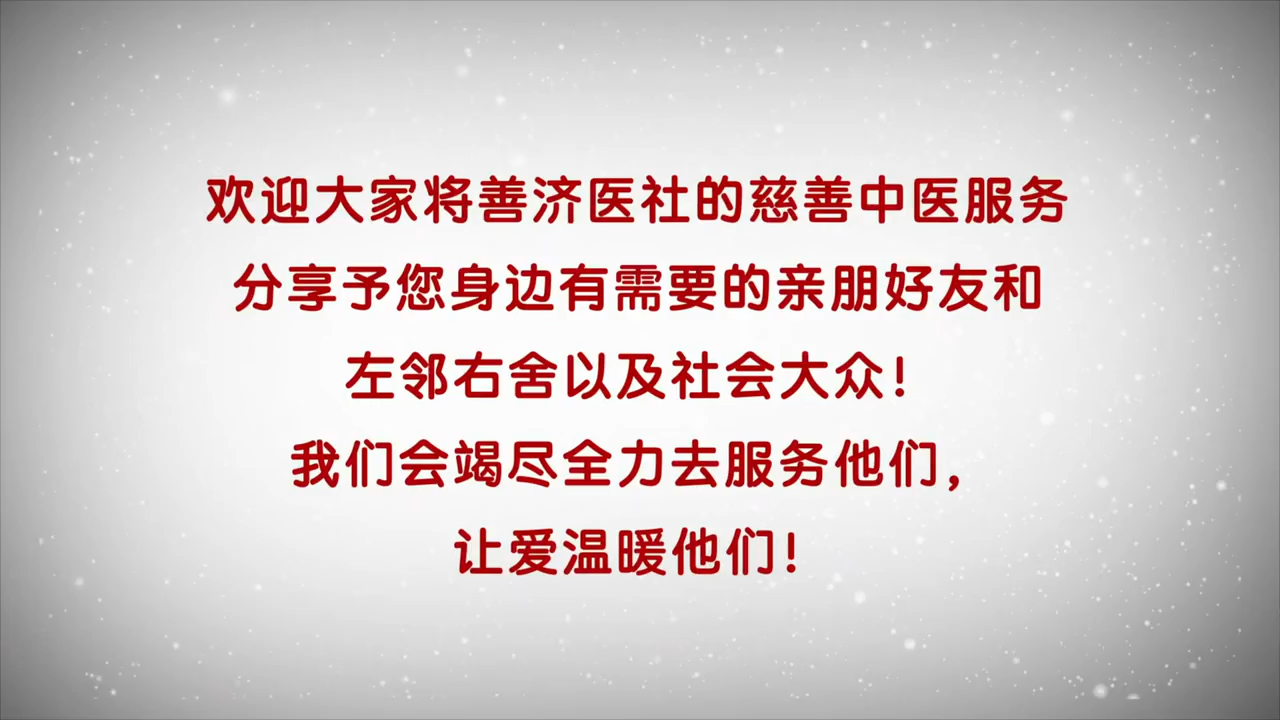 欢迎大家将善济医社的慈善中医服务
分享予您身边有需要的亲朋好友和
左邻右舍以及社会大众！
我们会竭尽全力去服务他们，
让爱温暖他们！